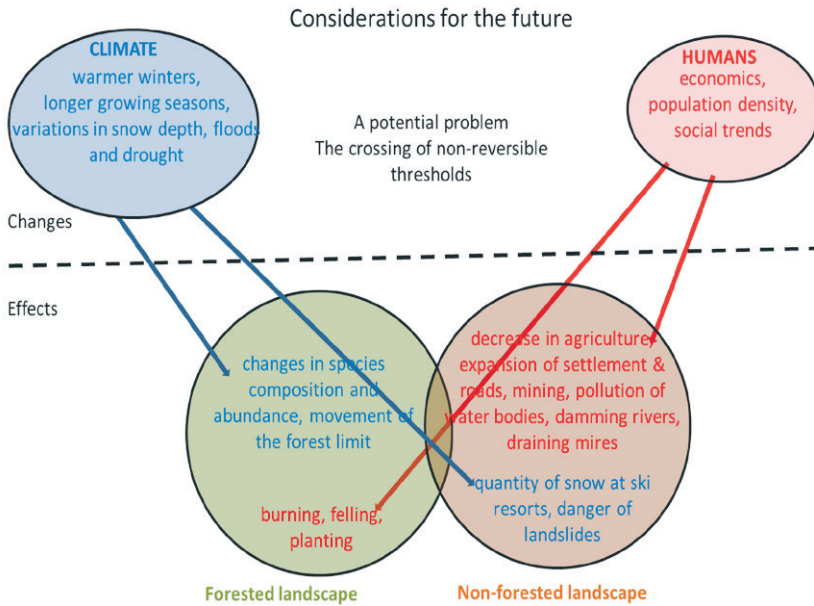 Considerations for the future
CLIMATE
warmer winters,
longer growing seasons,
variations in snow depth, floods
and drought
HUMANS
economics,
population density,
social trends
A potential problem
The crossing of non-reversible
thresholds
Changes
Effects
changes in species
composition and
abundance, movement of
the forest limit
burning, felling,
planting
decrease in agriculture,
expansion of settlement &
roads, mining, pollution of
water bodies, damming rivers,
draining mires
quantity of snow at ski
resorts, danger of
landslides
Forested landscape
Non-forested landscape